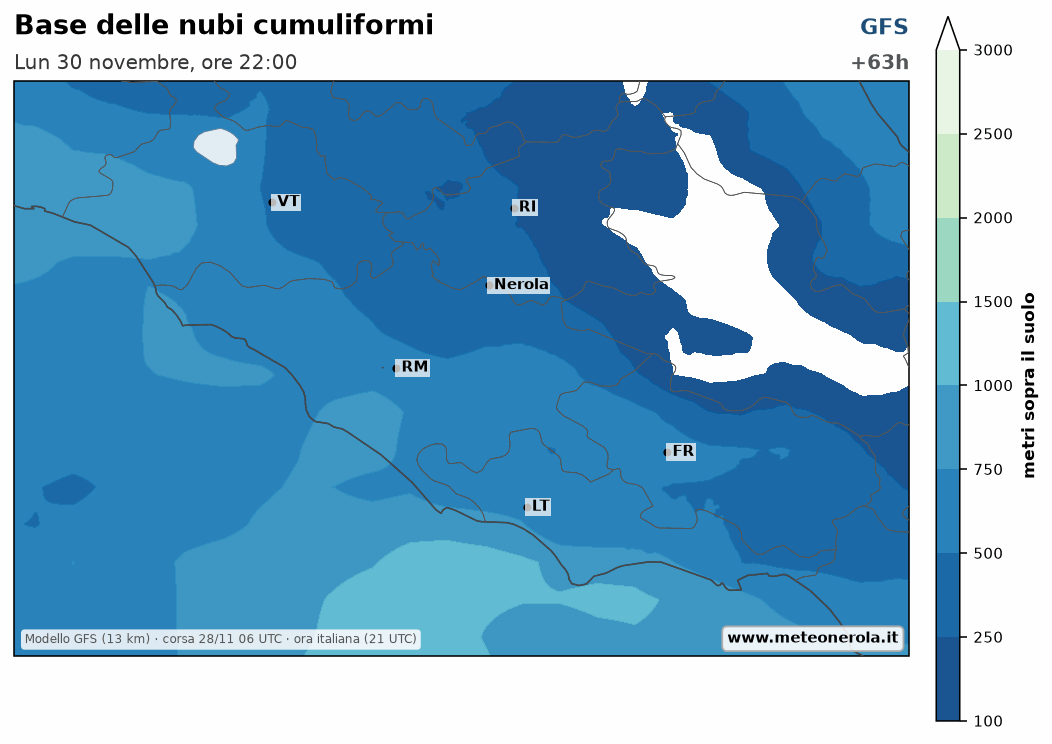 Base delle nubi cumuliformi
GFS
Lun 30 novembre, ore 22:00
+63h
3000
2500
2000
1500
1000
750
500
250
100
metri sopra il suolo
VT
RI
Nerola
RM
FR
LT
Modello GFS (13 km) · corsa 28/11 06 UTC · ora italiana (21 UTC)
www.meteonerola.it